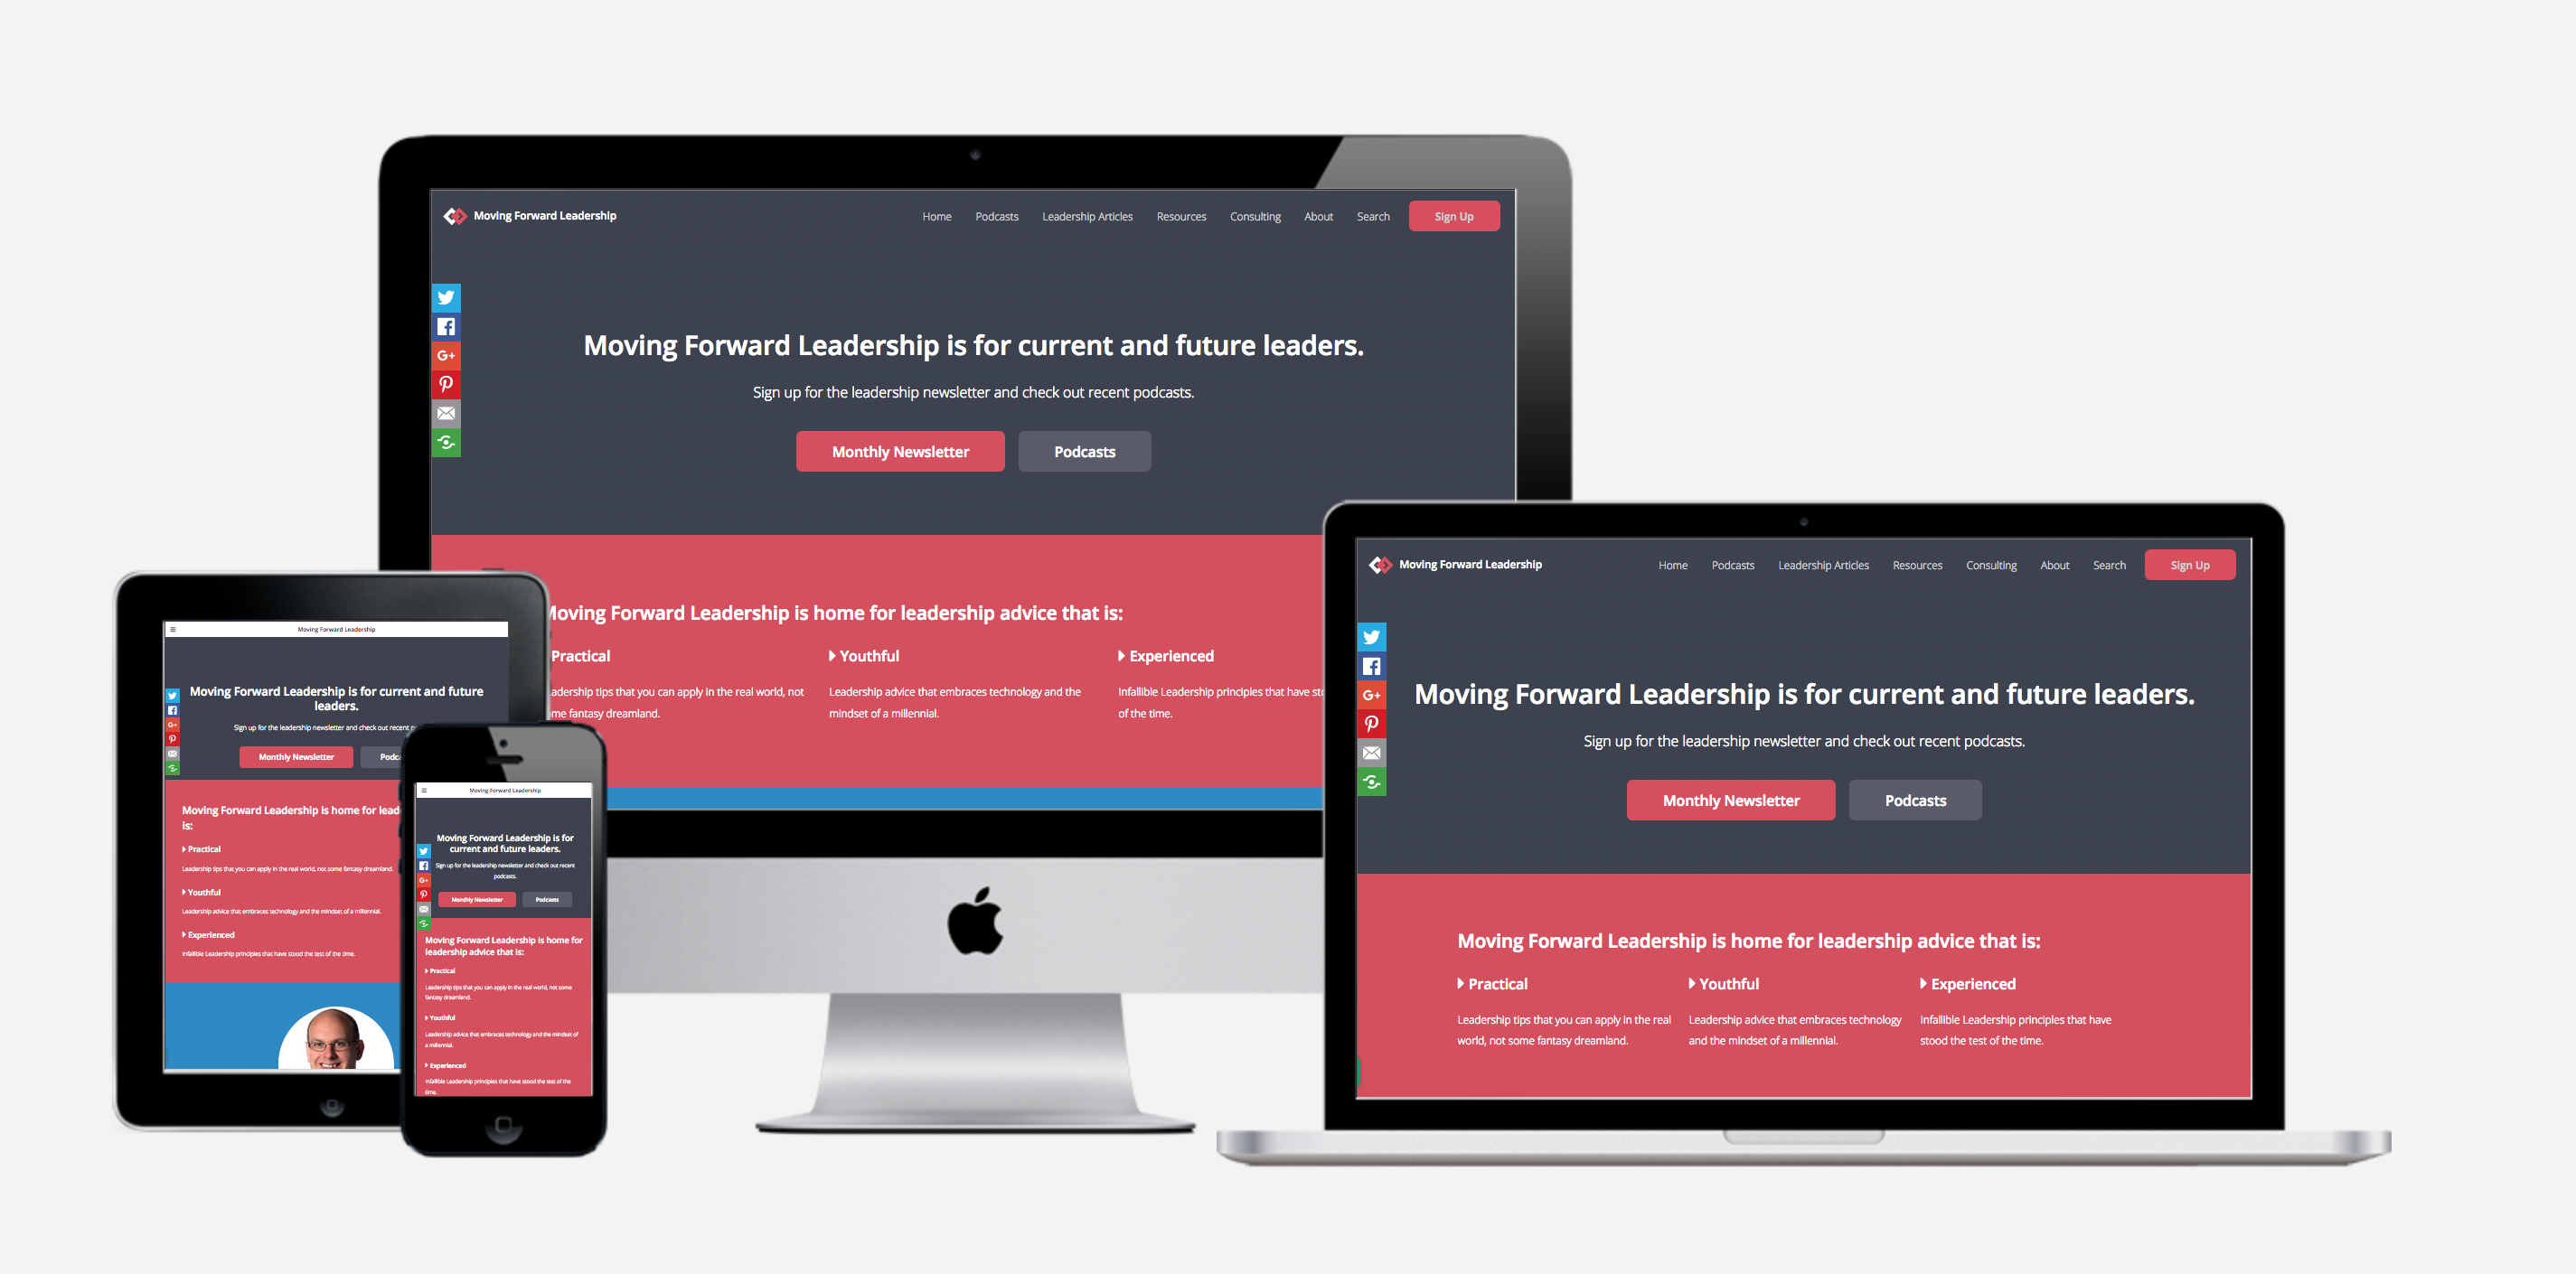 Moving Forward Leadership
Home Podcasts Leadership Articles Resources Consulting About Search Sign Up
Moving Forward Leadership is for current and future leaders.
Sign up for the leadership newsletter and check out recent podcasts.
Monthly Newsletter Podcasts
Moving Forward Leadership is home for leadership advice that is:
Practical Youthful Experienced
adership tips that you can apply in the real world, not
me fantasy dreamland.
Leadership advice that embraces technology and the
mindset of a millennial.
Infallible Leadership principles that have sto
of the time.
Moving Forward Leadership
Moving Forward Leadership is for current and future
leaders.
Sign up for the leadership newsletter and check out recent p
Monthly Newsletter Podc
Moving Forward Leadership is home for lead
is:
Practical
Leadership tips that you can apply in the real world, not some fantasy dreamland.
Youthful
Leadership advice that embraces technology and the mindset of a millennial.
Experienced
Infallible Leadership principles that have stood the test of the time.
Moving Forward Leadership
Moving Forward Leadership is for
current and future leaders.
Sign up for the leadership newsletter and check out recent
podcasts.
Monthly Newsletter Podcasts
Moving Forward Leadership is home for
leadership advice that is:
Practical
Leadership tips that you can apply in the real world, not some
fantasy dreamland.
Youthful
Leadership advice that embraces technology and the mindset of
a millennial.
Experienced
Infallible Leadership principles that have stood the test of the
time.
Moving Forward Leadership
Home Podcasts Leadership Articles Resources Consulting About Search Sign Up
Moving Forward Leadership is for current and future leaders.
Sign up for the leadership newsletter and check out recent podcasts.
Monthly Newsletter Podcasts
Moving Forward Leadership is home for leadership advice that is:
Practical Youthful Experienced
Leadership tips that you can apply in the real
world, not some fantasy dreamland.
Leadership advice that embraces technology
and the mindset of a millennial.
Infallible Leadership principles that have
stood the test of the time.